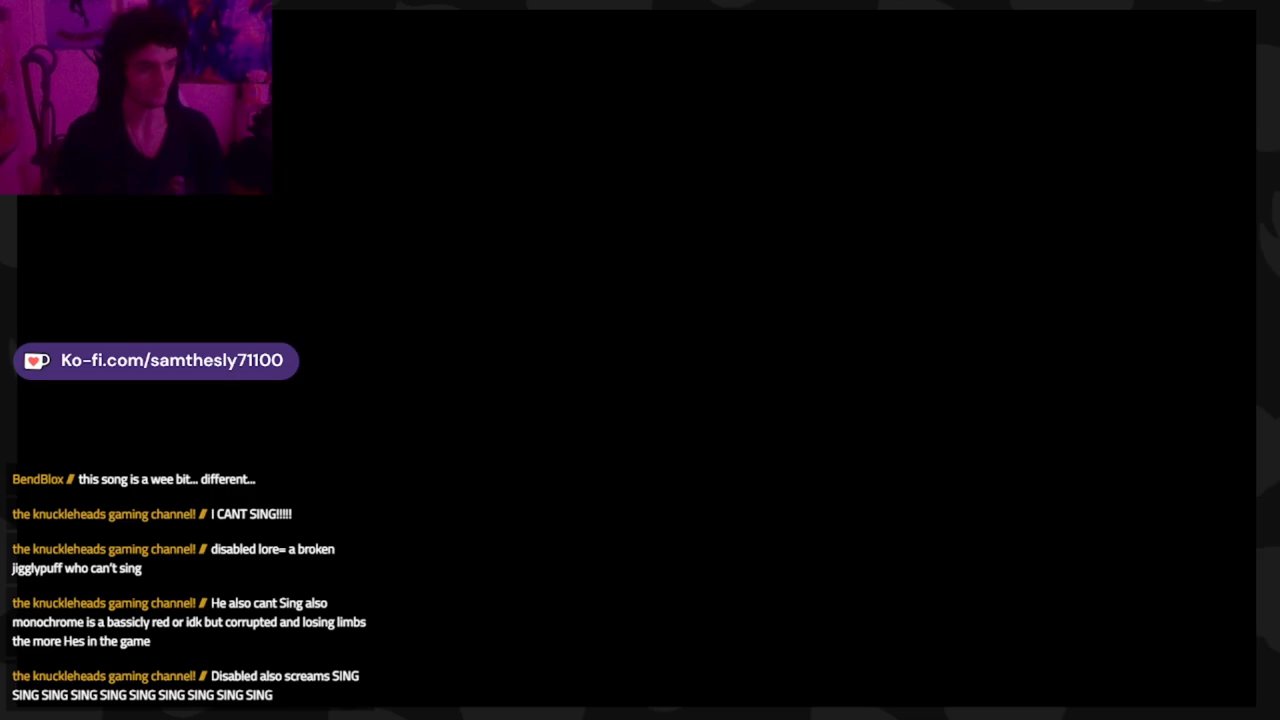 Ko-fi.com/samthesly71100
BendBlox // this song is a wee bit... different...
the knuckleheads gaming channel! // I CANT SING!!!!!
the knuckleheads gaming channel! // disabled lore= a broken
jigglypuff who can't sing
the knuckleheads gaming channel! // He also cant Sing also
monochrome is a bassicly red or idk but corrupted and losing limbs
the more Hes in the game
the knuckleheads gaming channel! // Disabled also screams SING
SING SING SING SING SING SING SING SING SING